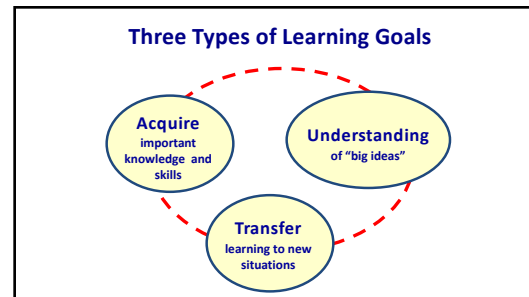 Three Types of Learning Goals
Acquire
important
knowledge and
skills
Understanding
of “big ideas”
Transfer
learning to new
situations